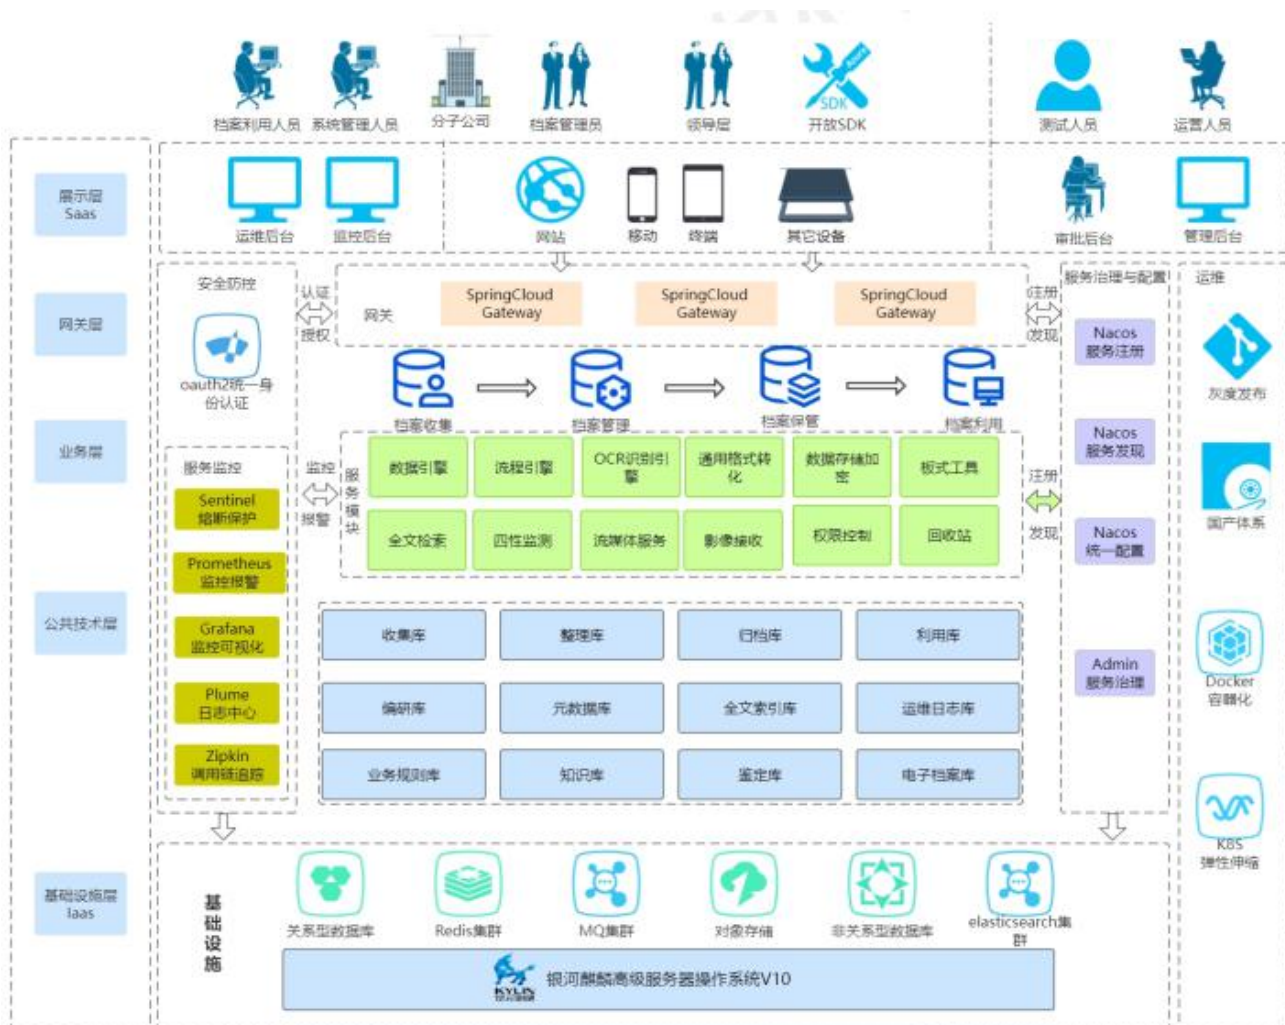 档案利用人员
系统管理人员
分子公司
档案管理员
领导层
SDK
开放SDK
测试人员
运营人员
展示层
Saas
运维后台
监控后台
网站
移动
终端
其它设备
审批后台
管理后台
网关层
业务层
公共技术层
基础设施层
Iaas
安全防控
oauth2统一身
份认证
认证
授权
网关
SpringCloud
Gateway
SpringCloud
Gateway
SpringCloud
Gateway
注册
发现
服务治理与配置
Nacos
服务注册
Nacos
服务发现
Nacos
统一配置
Admin
服务治理
运维
灰度发布
国产体系
Docker
容器化
K8S
弹性伸缩
档案收集
档案管理
档案保管
档案利用
服务监控
Sentinel
熔断保护
Prometheus
监控报警
Grafana
监控可视化
Plume
日志中心
Zipkin
调用链追踪
监控
报警
服务模块
数据引擎
流程引擎
OCR识别引
擎
通用格式转
化
数据存储加
密
板式工具
全文检索
四性监测
流媒体服务
影像接收
权限控制
回收站
注册
发现
收集库
整理库
归档库
利用库
编研库
元数据库
全文索引库
运维日志库
业务规则库
知识库
鉴定库
电子档案库
基础设施
关系型数据库
Redis集群
MQ集群
对象存储
非关系型数据库
elasticsearch集
群
KYLIN
银河麒麟高级服务器操作系统V10